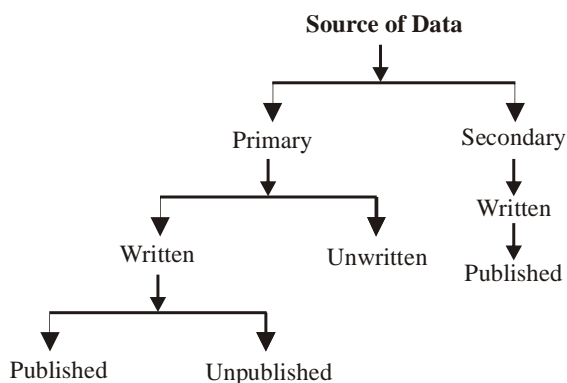 Source of Data
Primary
Secondary
Written
Unwritten
Written
Published
Published
Unpublished